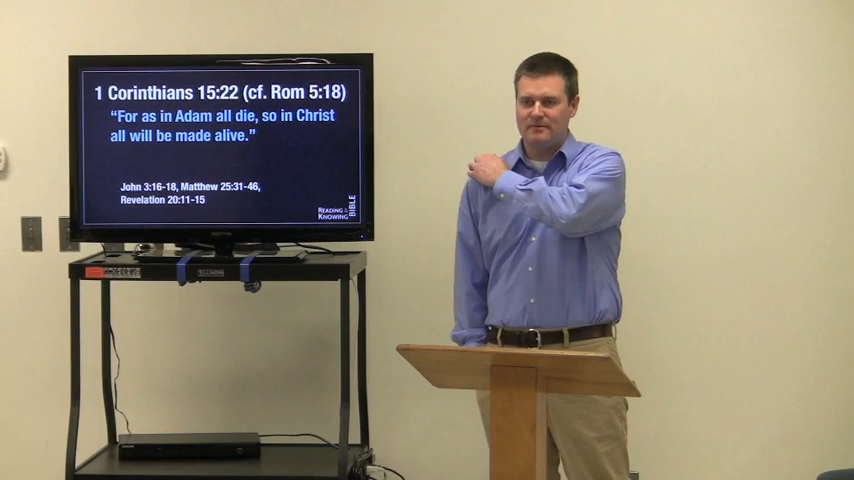 1 Corinthians 15:22 (cf. Rom 5:18)
“For as in Adam all die, so in Christ
all will be made alive.”
John 3:16-18, Matthew 25:31-46,
Revelation 20:11-15
READING &
KNOWING
BIBLE